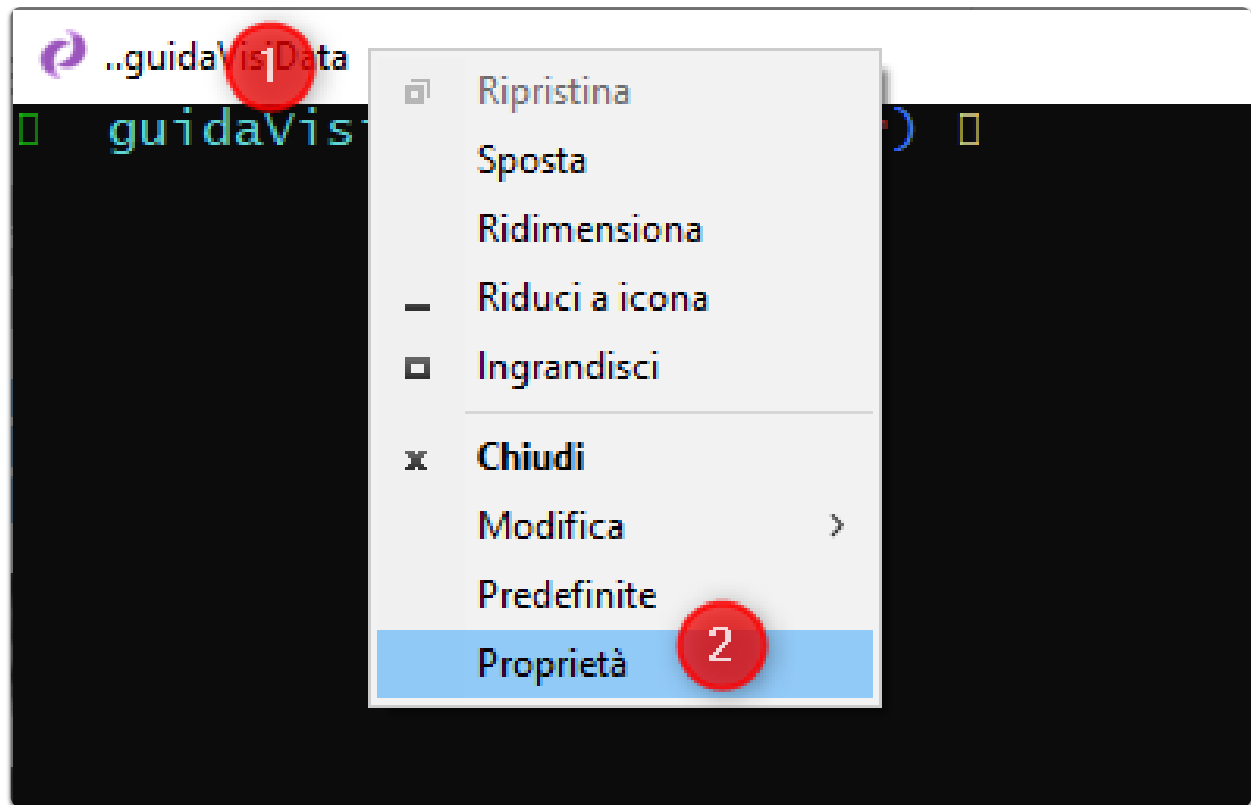 ..guidaVisiData
1
guidaVis
)
Ripristina
Sposta
Ridimensiona
Riduci a icona
Ingrandisci
Chiudi
Modifica
Predefinite
Proprietà
2